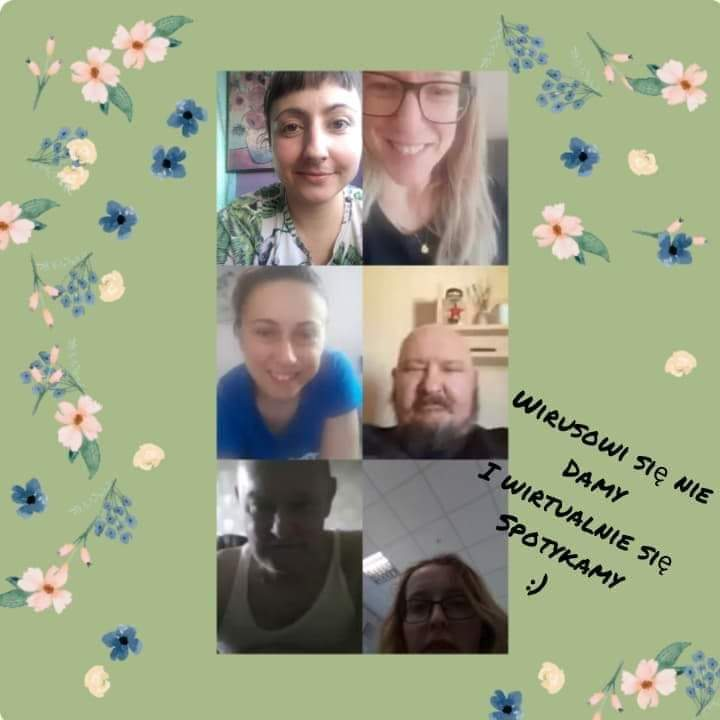 WIRUSOWI SIĘ NIE
DAMY
I WIRTUALNIE SIĘ
SPOTYKAMY
:)